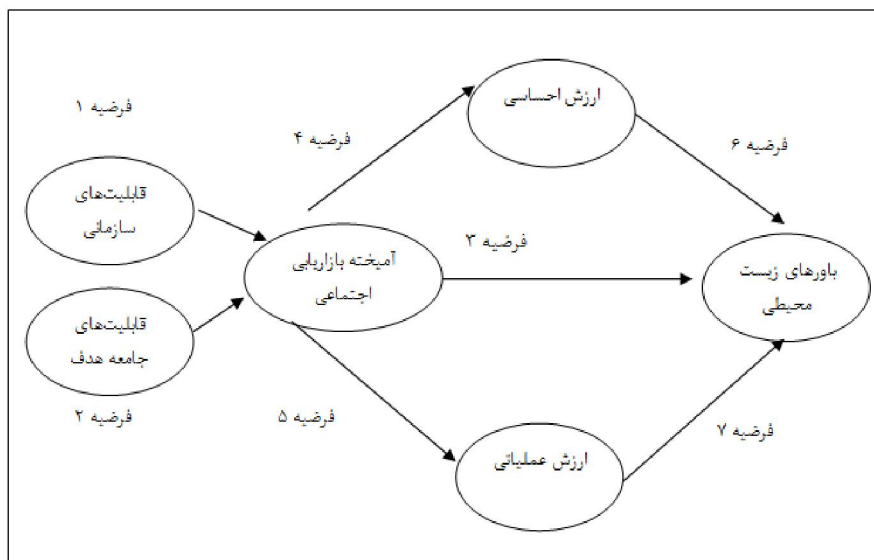 ارزش احساسی
فرضیه ۱
فرضیه ۴
فرضیه ۶
قابلیت‌های
سازمانی
فرضیه ۳
آمیخته بازاریابی
اجتماعی
باورهای زیست
محیطی
قابلیت‌های
جامعه هدف
فرضیه ۲
فرضیه ۵
فرضیه ۷
ارزش عملیاتی